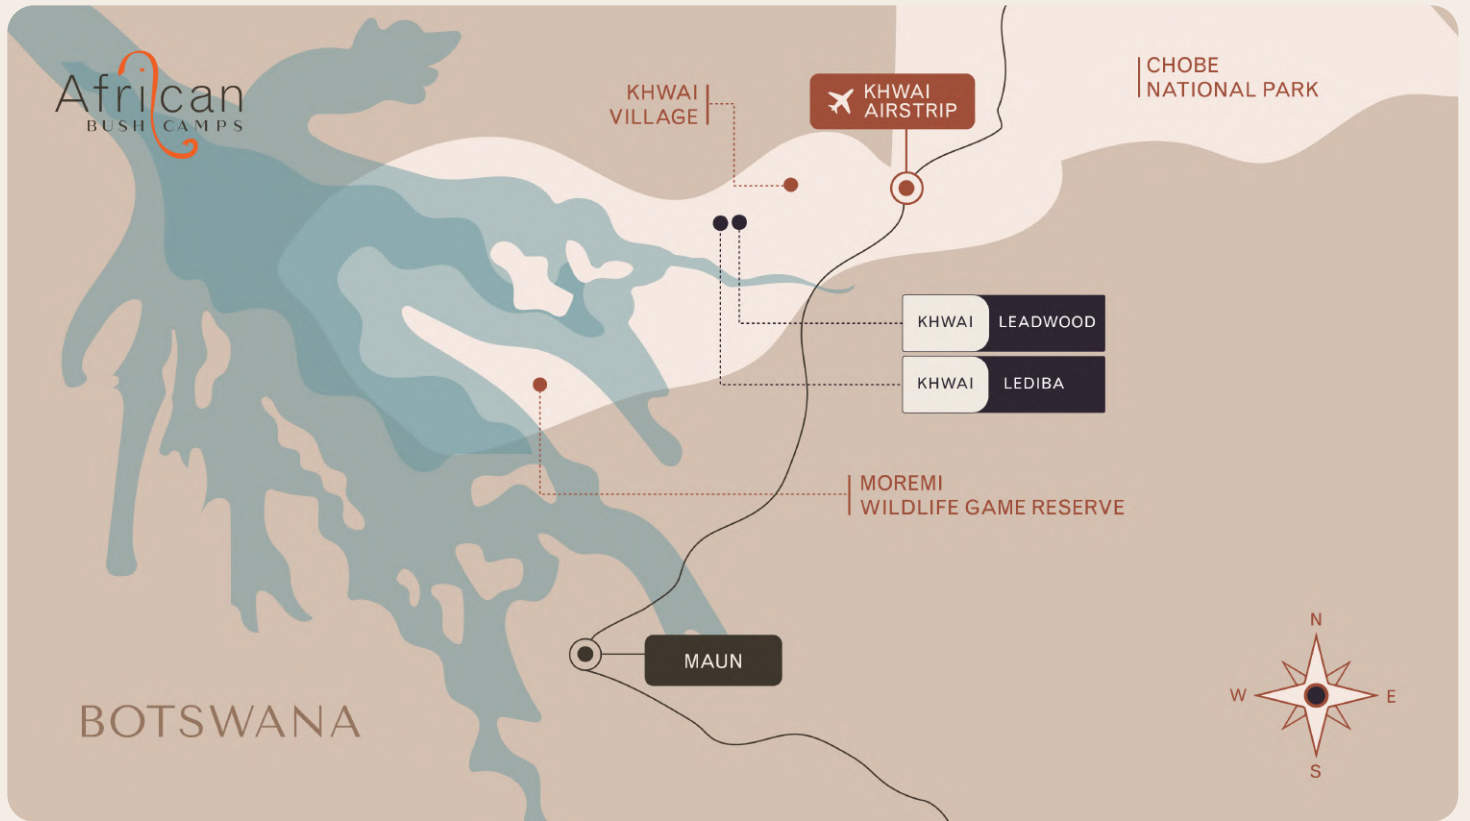 African
BUSH CAMPS
KHWAI
VILLAGE
KHWAI
AIRSTRIP
CHOBE
NATIONAL PARK
KHWAI LEADWOOD
KHWAI LEDIBA
MOREMI
WILDLIFE GAME RESERVE
MAUN
BOTSWANA
N
W E
S